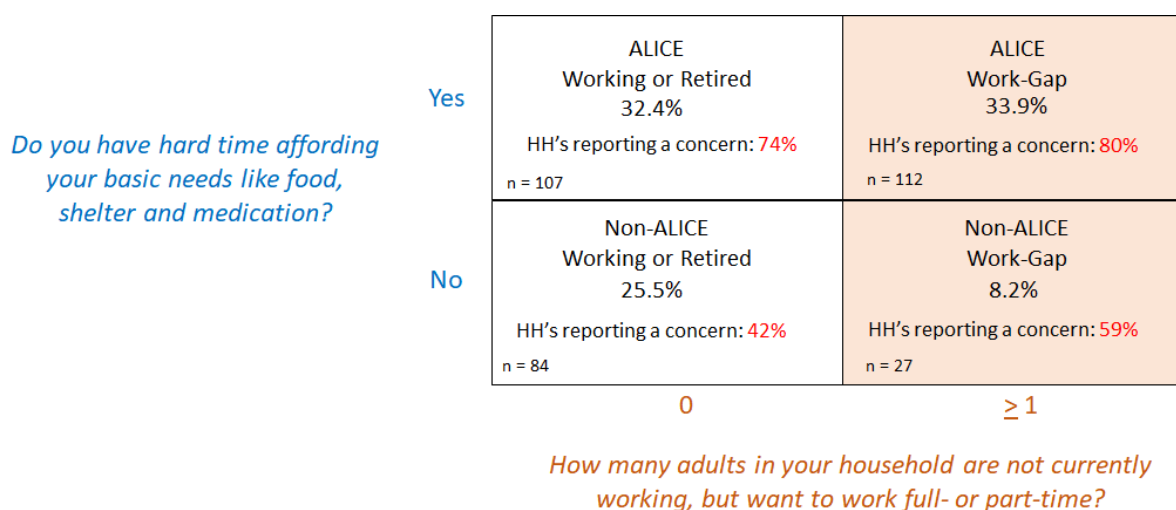 Do you have hard time affording
your basic needs like food,
shelter and medication?
Yes
ALICE
Working or Retired
32.4%
HH's reporting a concern: 74%
n = 107
ALICE
Work-Gap
33.9%
HH's reporting a concern: 80%
n = 112
No
Non-ALICE
Working or Retired
25.5%
HH's reporting a concern: 42%
n = 84
Non-ALICE
Work-Gap
8.2%
HH's reporting a concern: 59%
n = 27
0
≥ 1
How many adults in your household are not currently
working, but want to work full- or part-time?